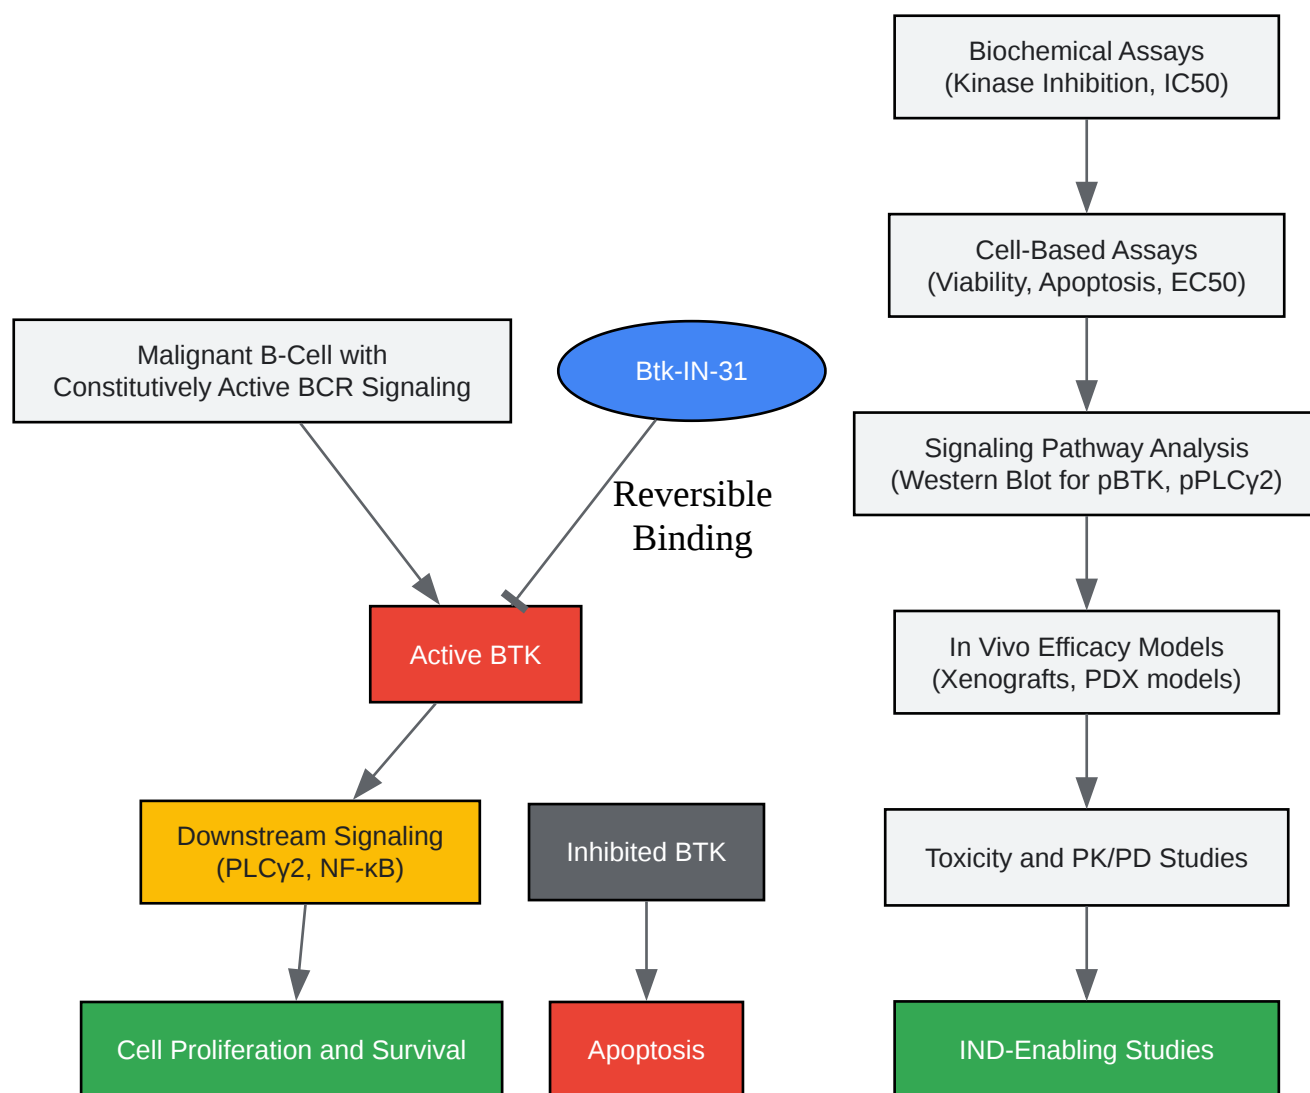 Malignant B-Cell with
Constitutively Active BCR Signaling
Btk-IN-31
Reversible
Binding
Active BTK
Downstream Signaling
(PLCγ2, NF-κB)
Inhibited BTK
Cell Proliferation and Survival
Apoptosis
Biochemical Assays
(Kinase Inhibition, IC50)
Cell-Based Assays
(Viability, Apoptosis, EC50)
Signaling Pathway Analysis
(Western Blot for pBTK, pPLCγ2)
In Vivo Efficacy Models
(Xenografts, PDX models)
Toxicity and PK/PD Studies
IND-Enabling Studies